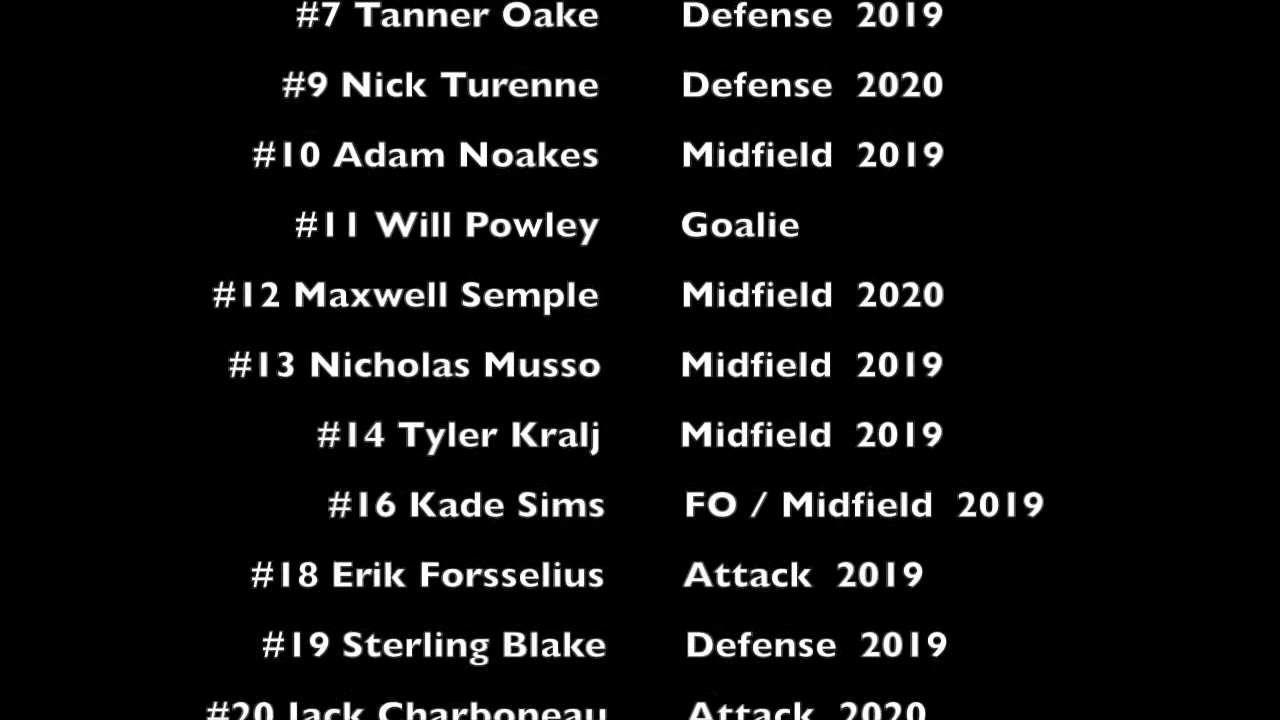 #7 Tanner Oake Defense 2019
#9 Nick Turenne Defense 2020
#10 Adam Noakes Midfield 2019
#11 Will Powley Goalie
#12 Maxwell Semple Midfield 2020
#13 Nicholas Musso Midfield 2019
#14 Tyler Kralj Midfield 2019
#16 Kade Sims FO / Midfield 2019
#18 Erik Forsselius Attack 2019
#19 Sterling Blake Defense 2019
#20 Jack Charboneau Attack 2020